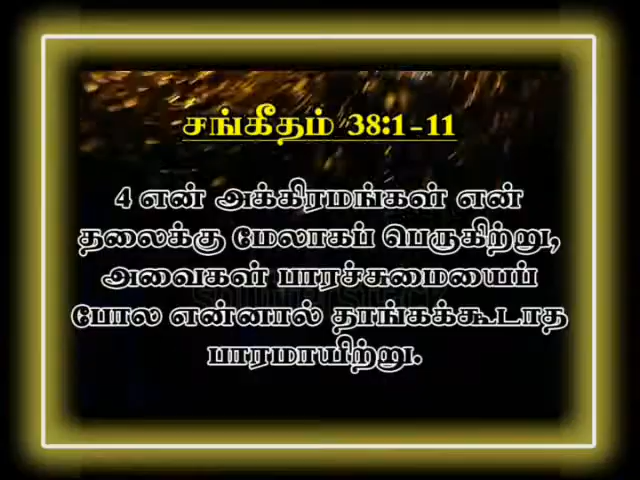 சங்கீதம் 38:1-11
4 என் அக்கிரமங்கள் என்
தலைக்கு மேலாகப் பெருகிற்று,
அவைகள் பாரச்சுமையைப்
போல என்னால் தாங்கக்கூடாத
பாரமாயிற்று.